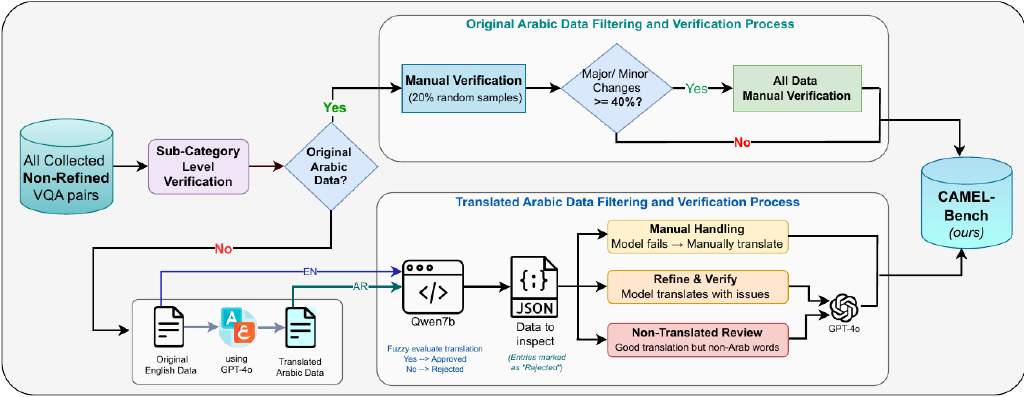 Original Arabic Data Filtering and Verification Process
Manual Verification
(20% random samples)
Major/ Minor
Changes
>= 40%?
Yes
All Data
Manual Verification
No
Yes
All Collected
Non-Refined
VQA pairs
Sub-Category
Level
Verification
Original
Arabic
Data?
No
CAMEL-
Bench
(ours)
Translated Arabic Data Filtering and Verification Process
EN
AR
Original
English Data
A
ع
using
GPT-4o
Translated
Arabic Data
</>
Qwen7b
Fuzzy evaluate translation
Yes --> Approved
No --> Rejected
{:}
JSON
Data to
inspect
(Entries marked
as "Rejected")
Manual Handling
Model fails → Manually translate
Refine & Verify
Model translates with issues
Non-Translated Review
Good translation but non-Arab words
GPT-4o